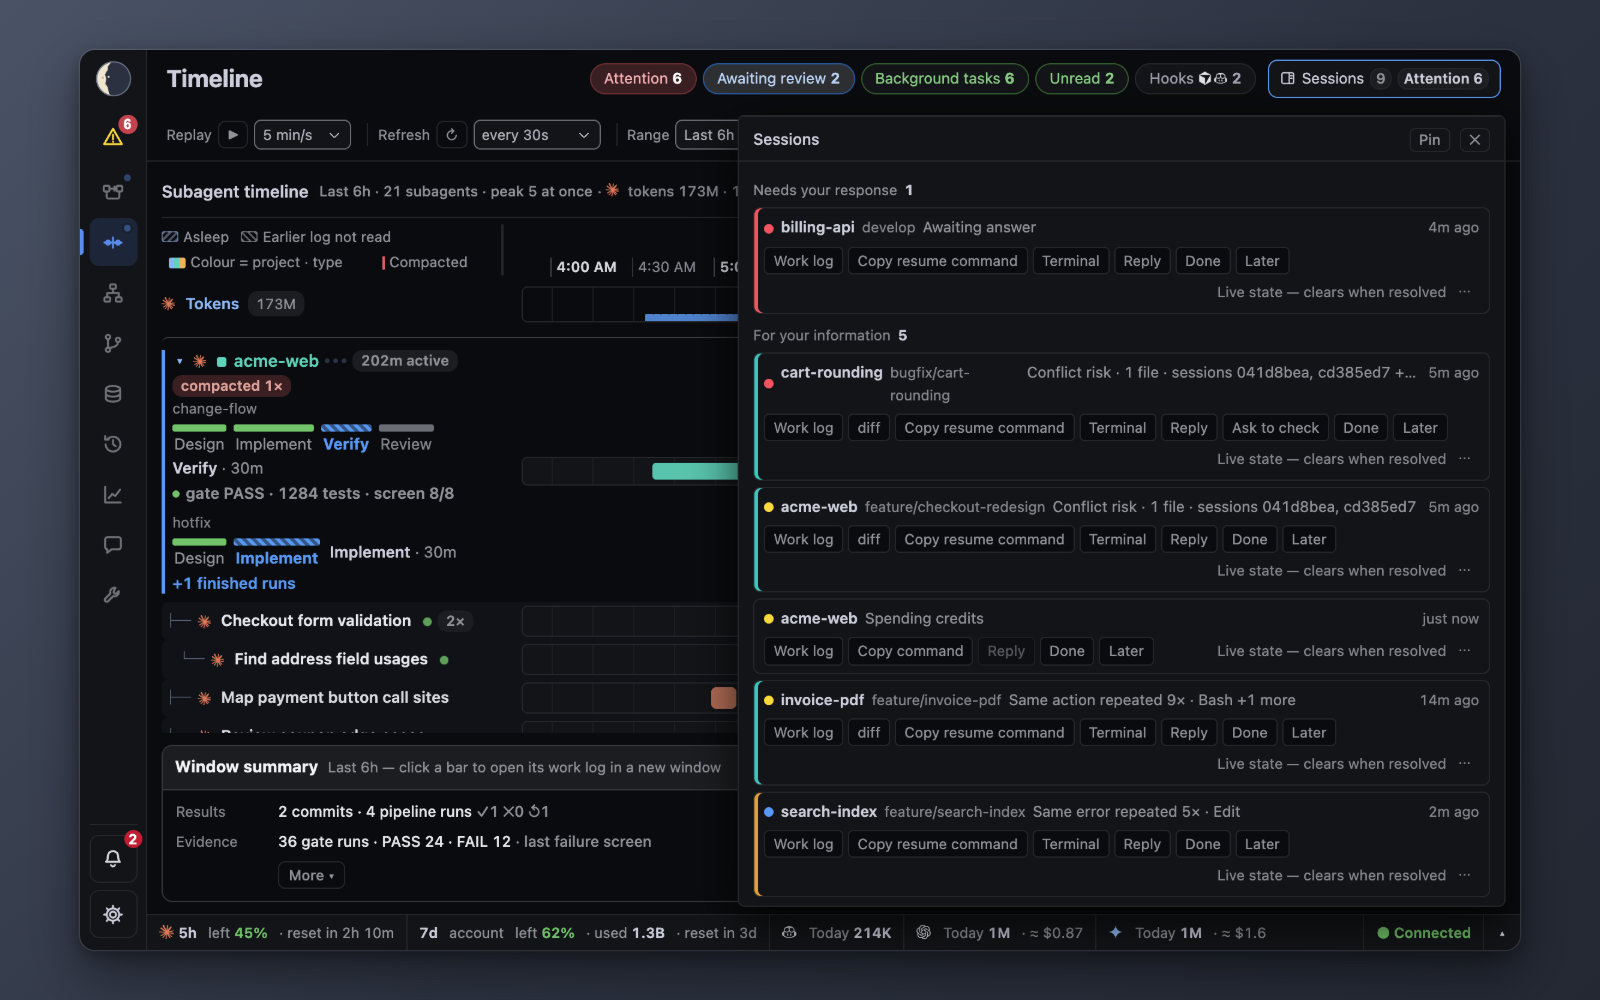 Timeline
Attention 6
Awaiting review 2
Background tasks 6
Unread 2
Hooks 2
Sessions 9 Attention 6
6
Replay
5 min/s
Refresh
every 30s
Range
Last 6h
Subagent timeline Last 6h · 21 subagents · peak 5 at once · tokens 173M ·
Asleep Earlier log not read
Colour = project · type Compacted
4:00 AM 4:30 AM
Tokens 173M
acme-web 202m active
compacted 1×
change-flow
Design Implement Verify Review
Verify · 30m
gate PASS · 1284 tests · screen 8/8
hotfix
Design Implement Implement · 30m
+1 finished runs
Checkout form validation 2×
Find address field usages
Map payment button call sites
Window summary Last 6h — click a bar to open its work log in a new window
Results 2 commits · 4 pipeline runs ✓1 ✕0 ↺1
Evidence 36 gate runs · PASS 24 · FAIL 12 · last failure screen
More ▾
2
Sessions
Pin ✕
Needs your response 1
billing-api develop Awaiting answer 4m ago
Work log Copy resume command Terminal Reply Done Later
Live state — clears when resolved ···
For your information 5
cart-rounding bugfix/cart-rounding Conflict risk · 1 file · sessions 041d8bea, cd385ed7 +... 5m ago
Work log diff Copy resume command Terminal Reply Ask to check Done Later
Live state — clears when resolved ···
acme-web feature/checkout-redesign Conflict risk · 1 file · sessions 041d8bea, cd385ed7 5m ago
Work log diff Copy resume command Terminal Reply Done Later
Live state — clears when resolved ···
acme-web Spending credits just now
Work log Copy command Reply Done Later Live state — clears when resolved ···
invoice-pdf feature/invoice-pdf Same action repeated 9× · Bash +1 more 14m ago
Work log diff Copy resume command Terminal Reply Done Later
Live state — clears when resolved ···
search-index feature/search-index Same error repeated 5× · Edit 2m ago
Work log Copy resume command Terminal Reply Done Later
Live state — clears when resolved ···
5h left 45% · reset in 2h 10m 7d account left 62% · used 1.3B · reset in 3d Today 214K Today 1M · ≈ $0.87 Today 1M · ≈ $1.6 Connected